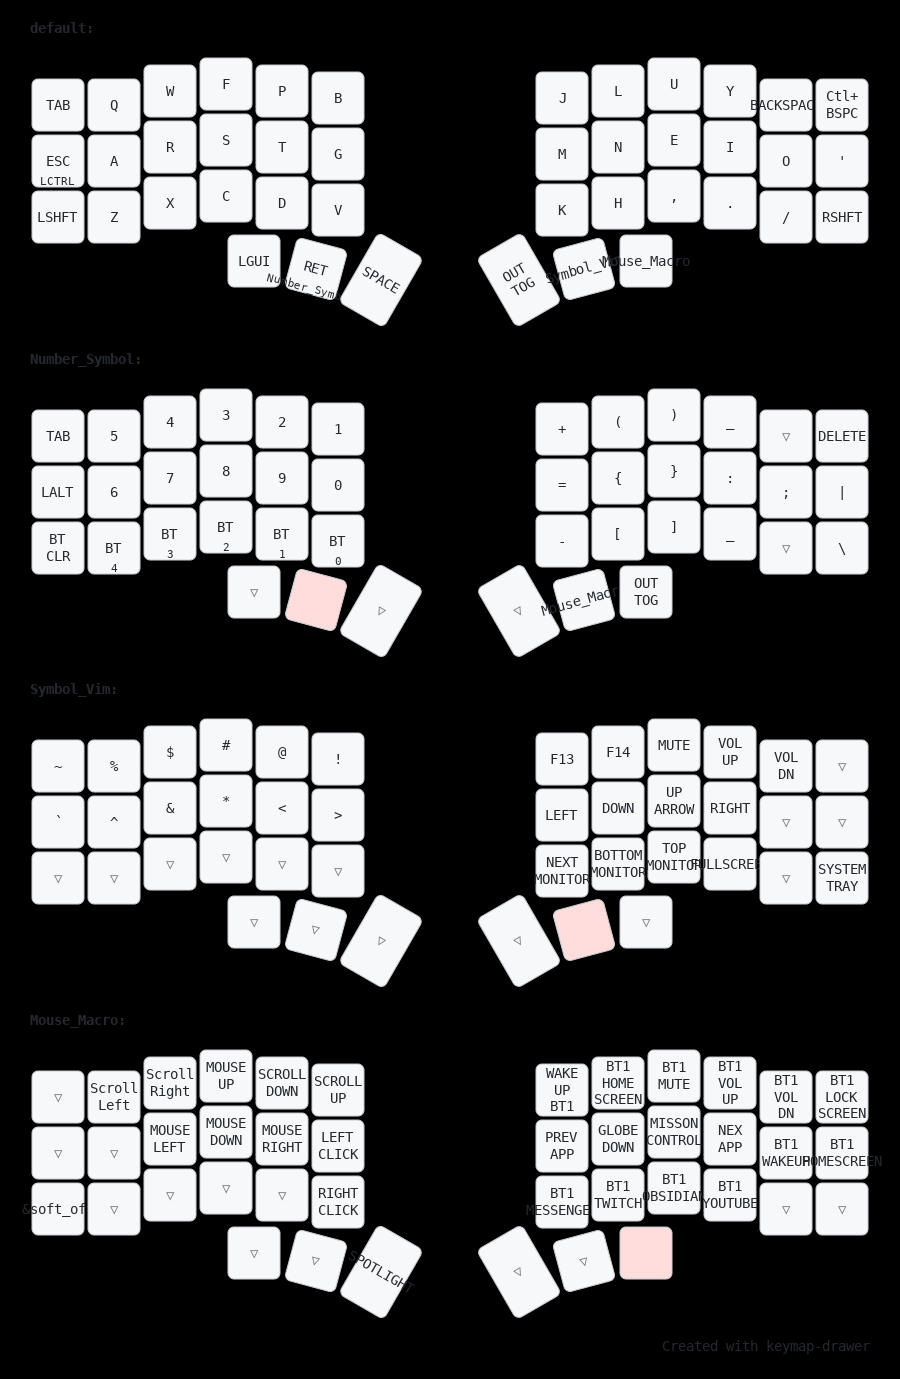 default:
TAB Q W F P B J L U Y BACKSPAC Ctl+
BSPC
ESC A R S T G M N E I O '
LCTRL
LSHFT Z X C D V K H , . / RSHFT
LGUI RET SPACE OUT
TOG Symbol_V Mouse_Macro
Number_Sym
Number_Symbol:
TAB 5 4 3 2 1 + ( ) _ ▽ DELETE
LALT 6 7 8 9 0 = { } : ; |
BT
CLR BT
4 BT
3 BT
2 BT
1 BT
0 - [ ] _ ▽ \
▽ ▽ ▽ Mouse_Macr OUT
TOG
Symbol_Vim:
~ % $ # @ ! F13 F14 MUTE VOL
UP VOL
DN ▽
` ^ & * < > LEFT DOWN UP
ARROW RIGHT ▽ ▽
▽ ▽ ▽ ▽ ▽ ▽ NEXT
MONITOR BOTTOM
MONITOR TOP
MONITOR FULLSCREE ▽ SYSTEM
TRAY
▽ ▽ ▽ ▽ ▽
Mouse_Macro:
▽ Scroll
Left Scroll
Right MOUSE
UP SCROLL
DOWN SCROLL
UP WAKE
UP
BT1 BT1
HOME
SCREEN BT1
MUTE BT1
VOL
UP BT1
VOL
DN BT1
LOCK
SCREEN
▽ ▽ MOUSE
LEFT MOUSE
DOWN MOUSE
RIGHT LEFT
CLICK PREV
APP GLOBE
DOWN MISSON
CONTROL NEX
APP BT1
WAKEUP BT1
HOMESCREEN
&soft_of ▽ ▽ ▽ ▽ RIGHT
CLICK BT1
MESSENGE BT1
TWITCH BT1
OBSIDIAN BT1
YOUTUBE ▽ ▽
▽ ▽ SPOTLIGHT ▽ ▽
Created with keymap-drawer